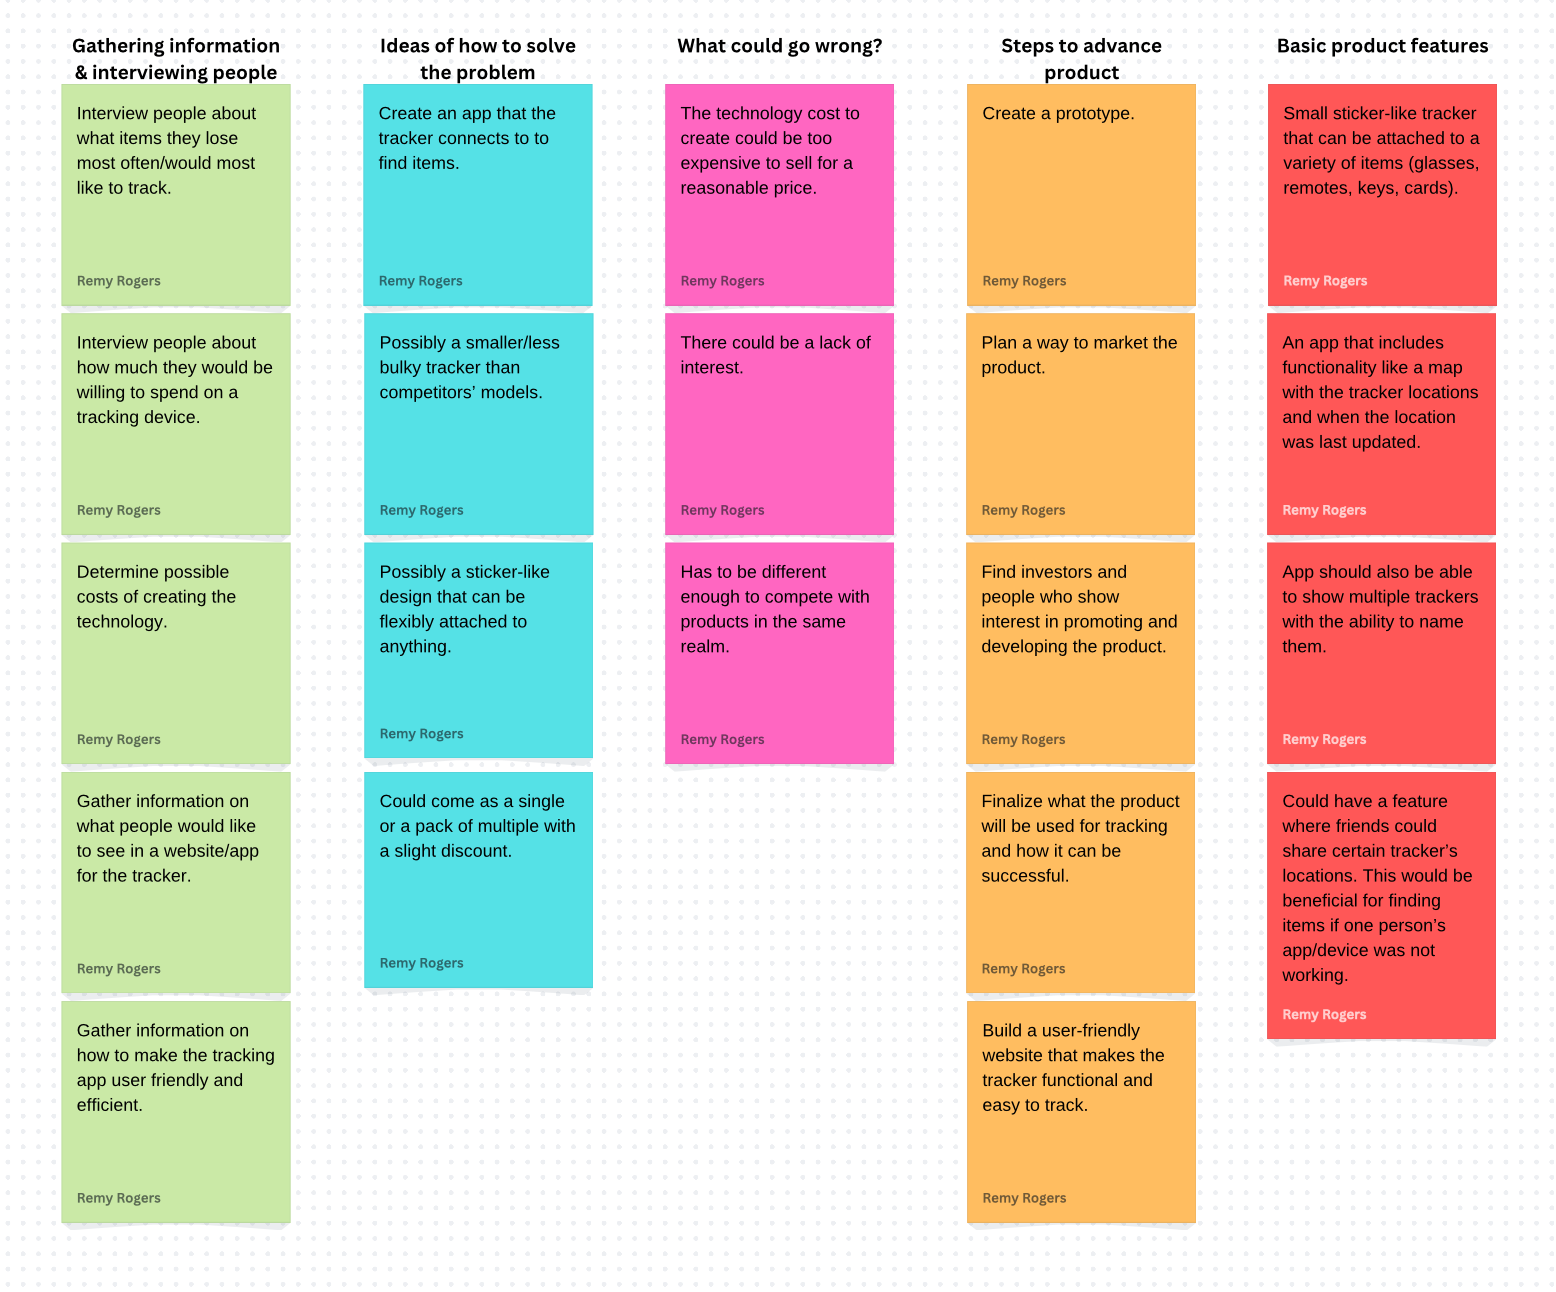 Gathering information
& interviewing people
Interview people about
what items they lose
most often/would most
like to track.
Remy Rogers
Interview people about
how much they would be
willing to spend on a
tracking device.
Remy Rogers
Determine possible
costs of creating the
technology.
Remy Rogers
Gather information on
what people would like
to see in a website/app
for the tracker.
Remy Rogers
Gather information on
how to make the tracking
app user friendly and
efficient.
Remy Rogers
Ideas of how to solve
the problem
Create an app that the
tracker connects to to
find items.
Remy Rogers
Possibly a smaller/less
bulky tracker than
competitors’ models.
Remy Rogers
Possibly a sticker-like
design that can be
flexibly attached to
anything.
Remy Rogers
Could come as a single
or a pack of multiple with
a slight discount.
Remy Rogers
What could go wrong?
The technology cost to
create could be too
expensive to sell for a
reasonable price.
Remy Rogers
There could be a lack of
interest.
Remy Rogers
Has to be different
enough to compete with
products in the same
realm.
Remy Rogers
Steps to advance
product
Create a prototype.
Remy Rogers
Plan a way to market the
product.
Remy Rogers
Find investors and
people who show
interest in promoting and
developing the product.
Remy Rogers
Finalize what the product
will be used for tracking
and how it can be
successful.
Remy Rogers
Build a user-friendly
website that makes the
tracker functional and
easy to track.
Remy Rogers
Basic product features
Small sticker-like tracker
that can be attached to a
variety of items (glasses,
remotes, keys, cards).
Remy Rogers
An app that includes
functionality like a map
with the tracker locations
and when the location
was last updated.
Remy Rogers
App should also be able
to show multiple trackers
with the ability to name
them.
Remy Rogers
Could have a feature
where friends could
share certain tracker’s
locations. This would be
beneficial for finding
items if one person’s
app/device was not
working.
Remy Rogers